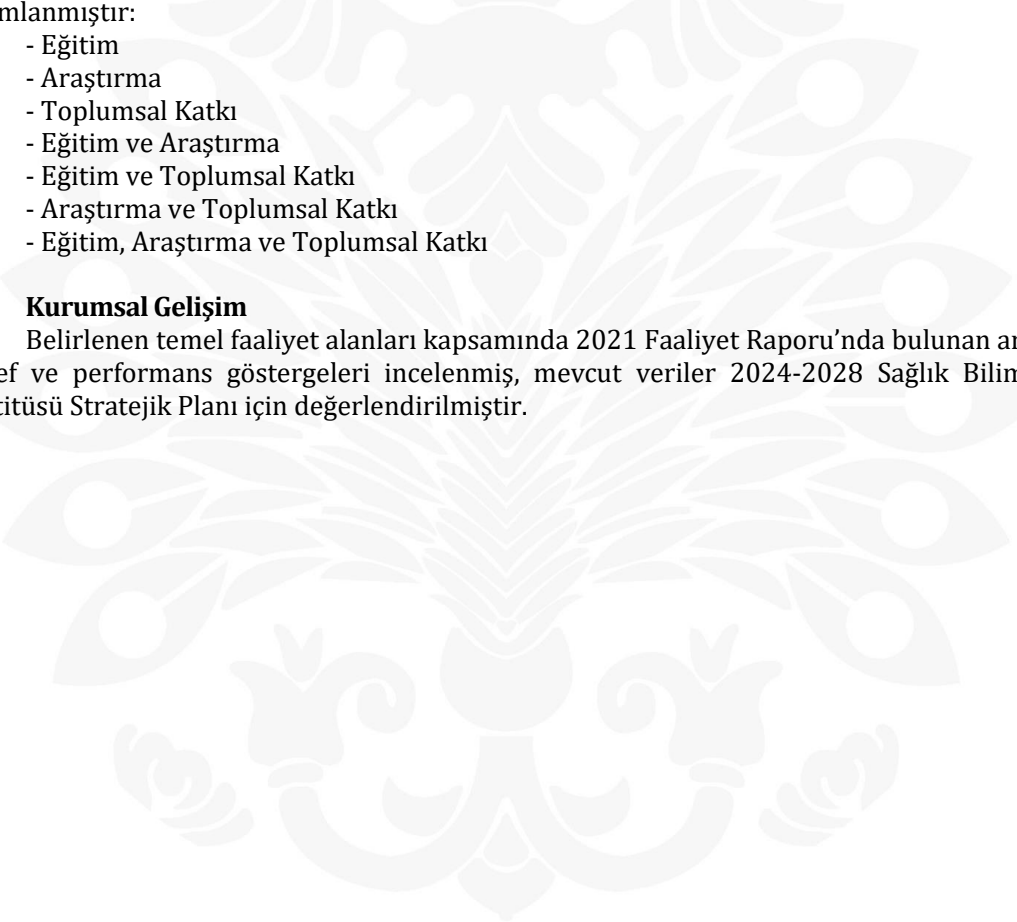 mlanmıştır:
- Eğitim
- Araştırma
- Toplumsal Katkı
- Eğitim ve Araştırma
- Eğitim ve Toplumsal Katkı
- Araştırma ve Toplumsal Katkı
- Eğitim, Araştırma ve Toplumsal Katkı
Kurumsal Gelişim
Belirlenen temel faaliyet alanları kapsamında 2021 Faaliyet Raporu’nda bulunan
ef ve performans göstergeleri incelenmiş, mevcut veriler 2024-2028 Sağlık Bilim
titüsü Stratejik Planı için değerlendirilmiştir.